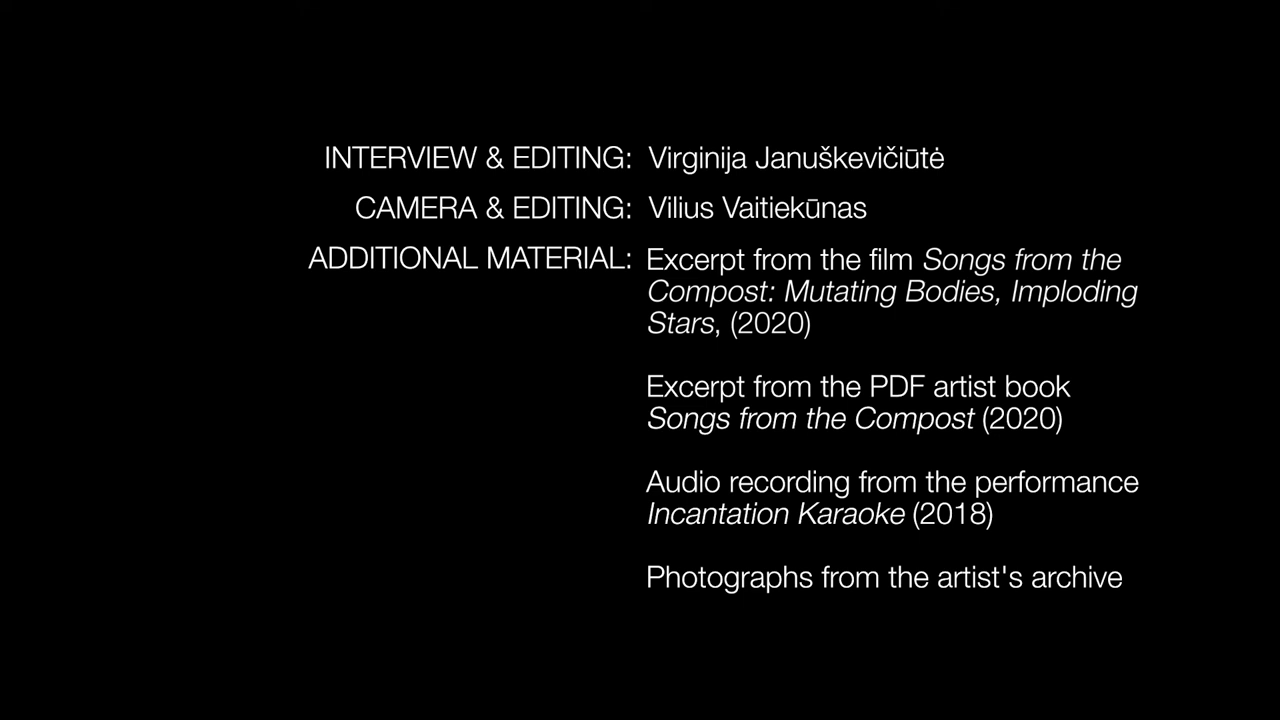 INTERVIEW & EDITING: Virginija Januškevičiūtė
CAMERA & EDITING: Vilius Vaitiekūnas
ADDITIONAL MATERIAL: Excerpt from the film Songs from the
Compost: Mutating Bodies, Imploding
Stars, (2020)
Excerpt from the PDF artist book
Songs from the Compost (2020)
Audio recording from the performance
Incantation Karaoke (2018)
Photographs from the artist's archive